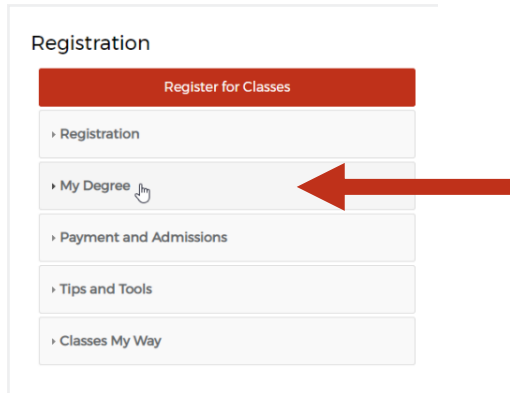 Registration
Register for Classes
Registration
My Degree
Payment and Admissions
Tips and Tools
Classes My Way